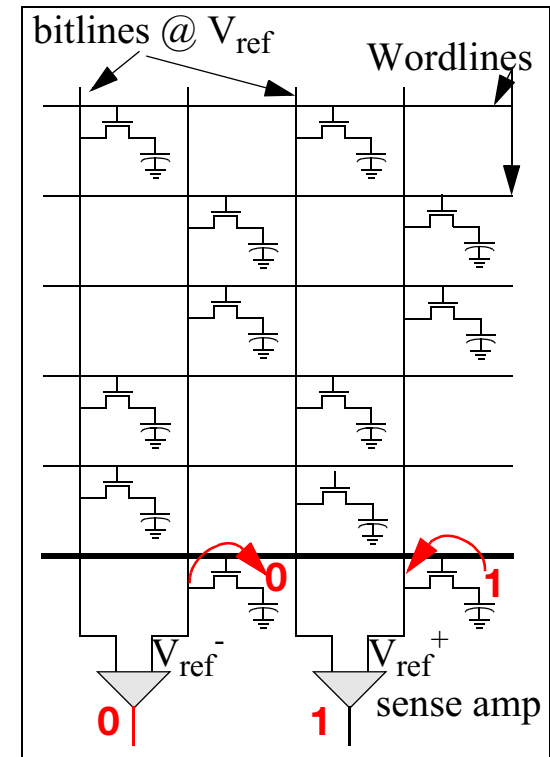 bitlines @ Vref
Wordlines
0 1
Vref- Vref+
0 1 sense amp